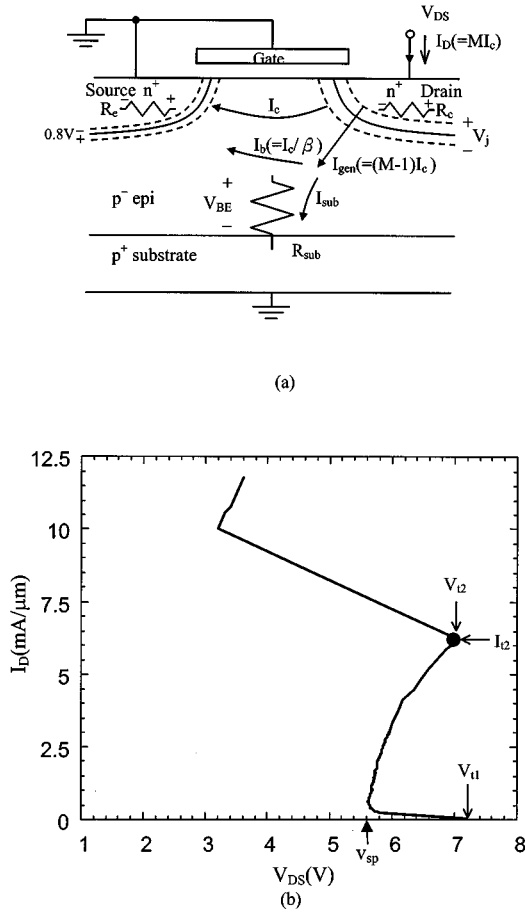 V_DS
I_D(=MI_c)
Gate
Source n⁺
n⁺ Drain
− +
R_e
− +
R_c
I_c
0.8V
−
+
+
V_j
−
I_b(=I_c/β)
I_gen(=(M-1)I_c)
p⁻ epi
+
V_BE
−
I_sub
p⁺ substrate
R_sub
(a)
12.5
10
7.5
5
2.5
0
I_D(mA/μm)
V_t2
I_t2
V_t1
1 2 3 4 5 6 7 8
V_sp
V_DS(V)
(b)